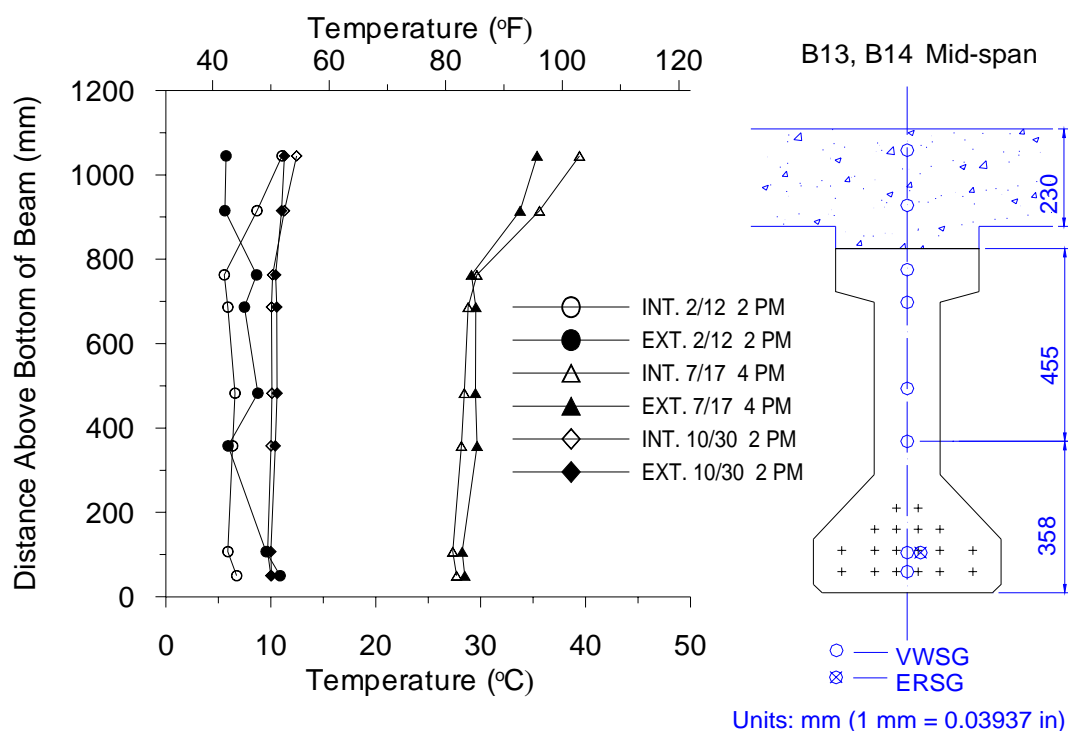 Temperature (°F)
40 60 80 100 120
B13, B14 Mid-span
Distance Above Bottom of Beam (mm)
1200
1000
800
600
400
200
0
INT. 2/12 2 PM
EXT. 2/12 2 PM
INT. 7/17 4 PM
EXT. 7/17 4 PM
INT. 10/30 2 PM
EXT. 10/30 2 PM
0 10 20 30 40 50
Temperature (°C)
230
455
358
VWSG
ERSG
Units: mm (1 mm = 0.03937 in)